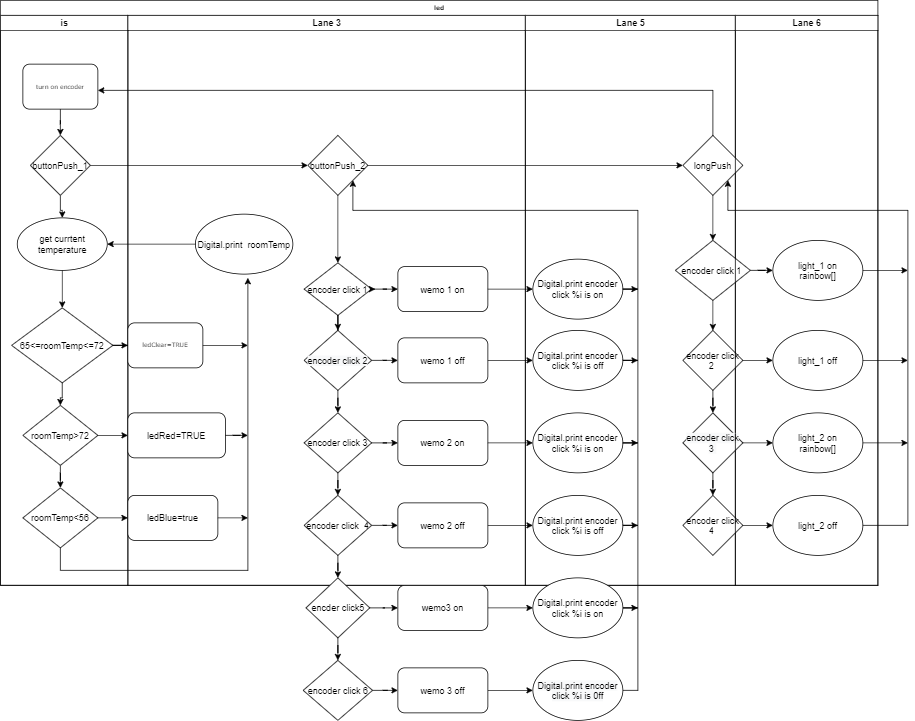 led
is
Lane 3
Lane 5
Lane 6
turn on encoder
buttonPush_1
buttonPush_2
longPush
get currtent
temperature
Digital.print roomTemp
65<=roomTemp<=72
ledClear=TRUE
roomTemp>72
ledRed=TRUE
roomTemp<56
ledBlue=true
encoder click 1
wemo 1 on
Digital.print encoder
click %i is on
encoder click 2
wemo 1 off
Digital.print encoder
click %i is off
encoder click 3
wemo 2 on
Digital.print encoder
click %i is on
encoder click 4
wemo 2 off
Digital.print encoder
click %i is off
encder click5
wemo3 on
Digital.print encoder
click %i is on
encoder click 6
wemo 3 off
Digital.print encoder
click %i is 0ff
encoder click 1
light_1 on
rainbow[]
encoder click
2
light_1 off
encoder click
3
light_2 on
rainbow[]
encoder click
4
light_2 off